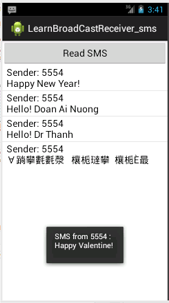 3:41
LearnBroadCastReceiver_sms
Read SMS
Sender: 5554
Happy New Year!
Sender: 5554
Hello! Doan Ai Nuong
Sender: 5554
Hello! Dr Thanh
Sender: 5554
SMS from 5554 :
Happy Valentine!